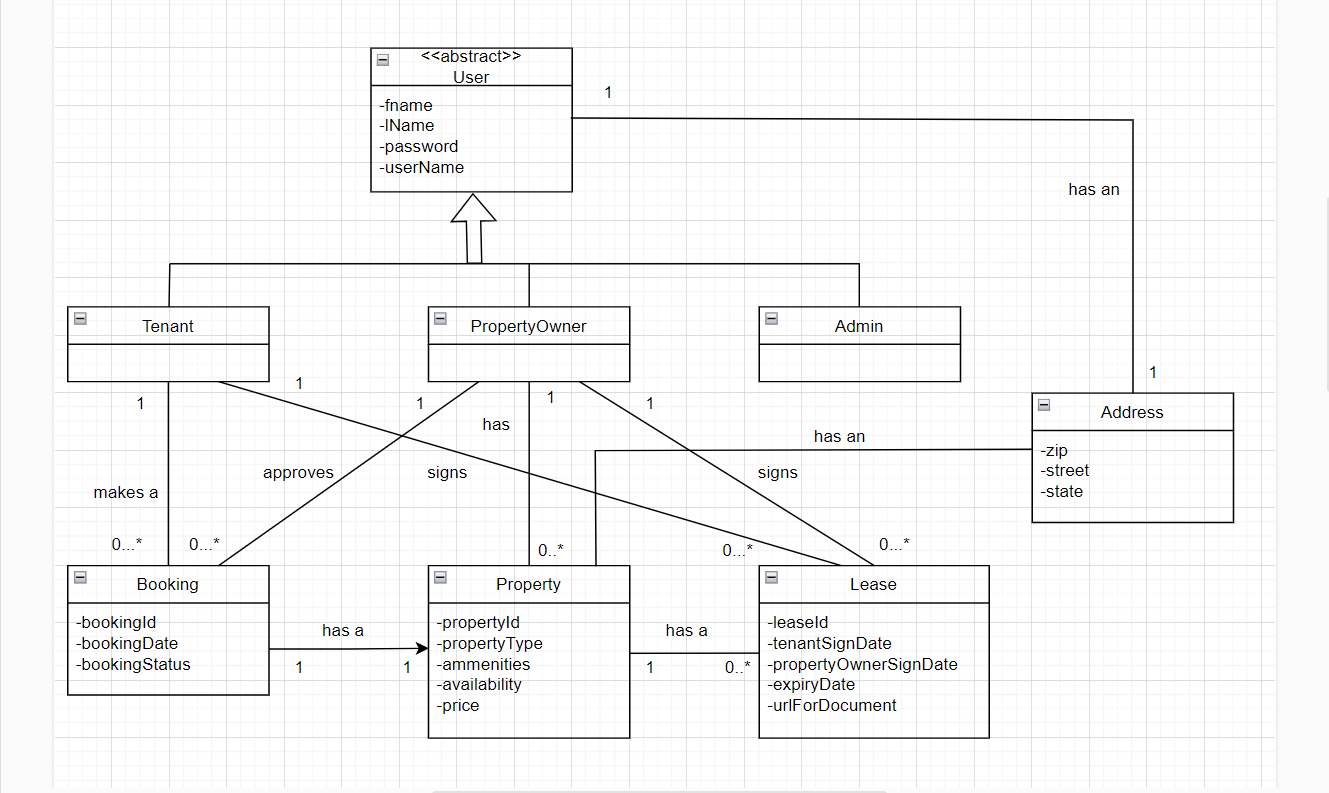 <<abstract>>
User
-fname
-lName
-password
-userName
1
has an
Tenant
PropertyOwner
Admin
1
1
1
1
1
1
has
Address
-zip
-street
-state
has an
approves
signs
signs
makes a
0...*
0...*
0..*
0...*
0...*
Booking
-bookingId
-bookingDate
-bookingStatus
has a
1
1
Property
-propertyId
-propertyType
-ammenities
-availability
-price
has a
1
0..*
Lease
-leaseId
-tenantSignDate
-propertyOwnerSignDate
-expiryDate
-urlForDocument